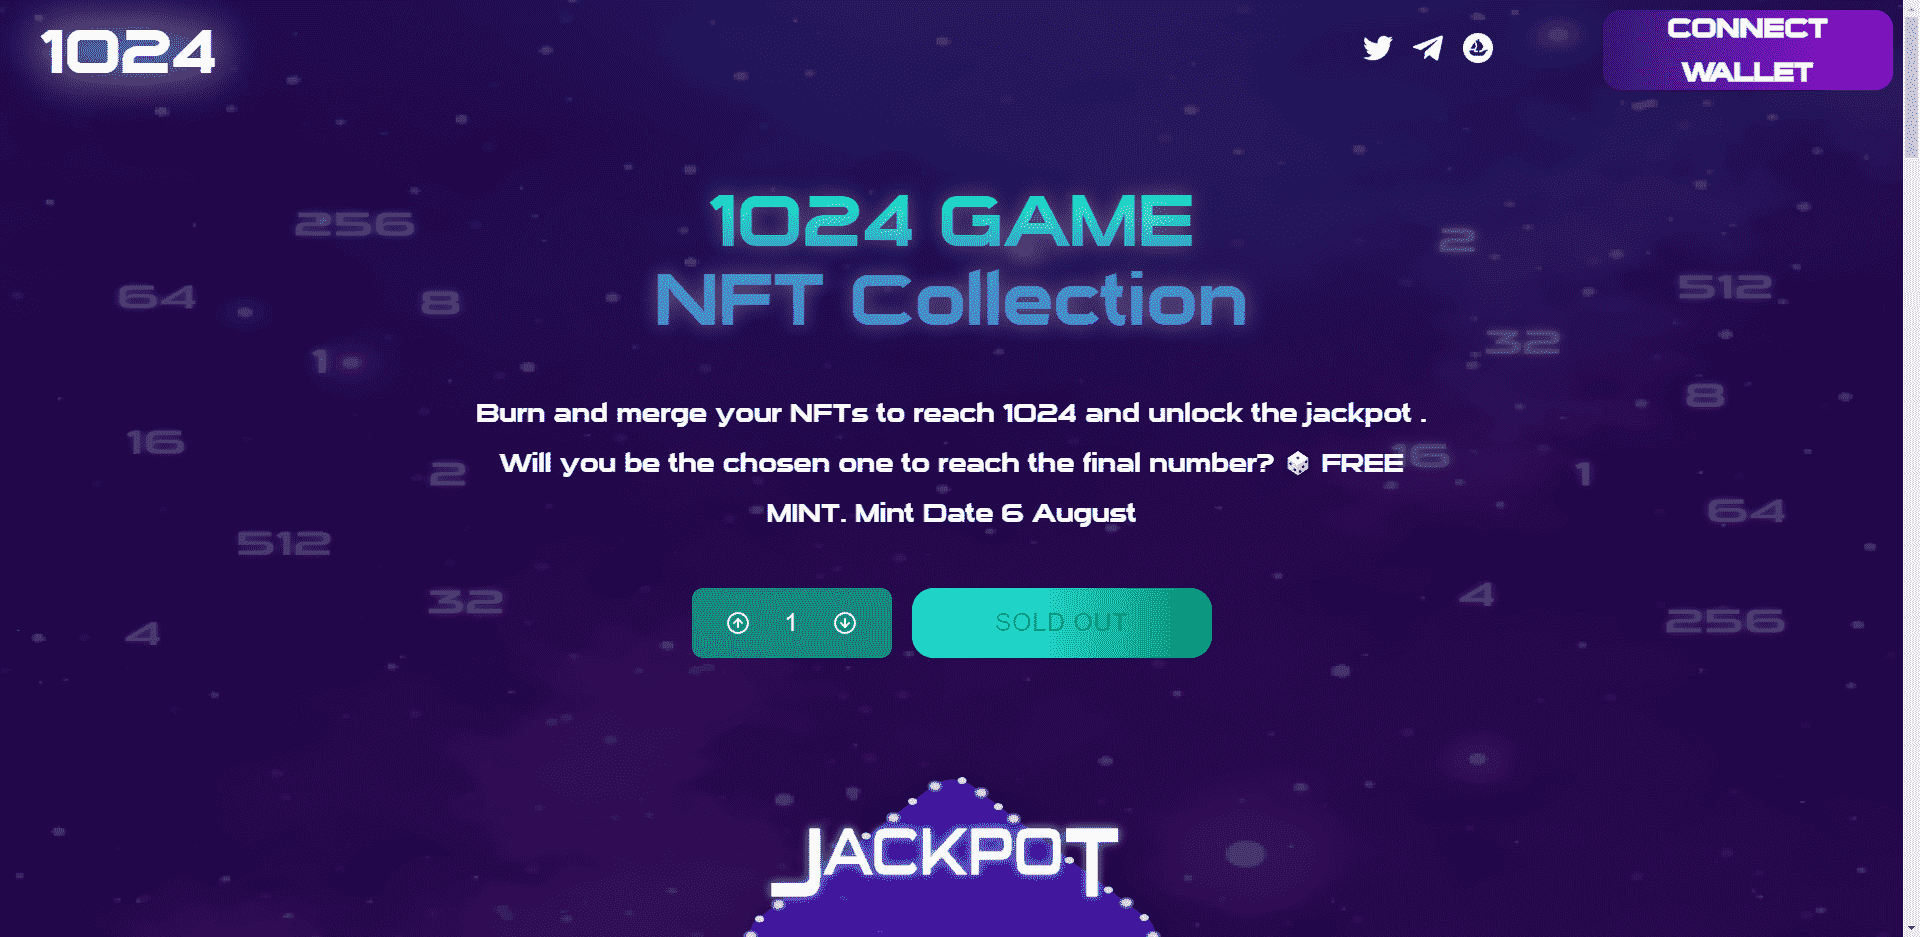 1024
CONNECT
WALLET
1024 GAME
NFT Collection
256
2
64
8
512
1
32
8
Burn and merge your NFTs to reach 1024 and unlock the jackpot .
16
2
Will you be the chosen one to reach the final number? 🎲 FREE
16
1
MINT. Mint Date 6 August
64
512
32
4
4
256
1
SOLD OUT
JACKPOT